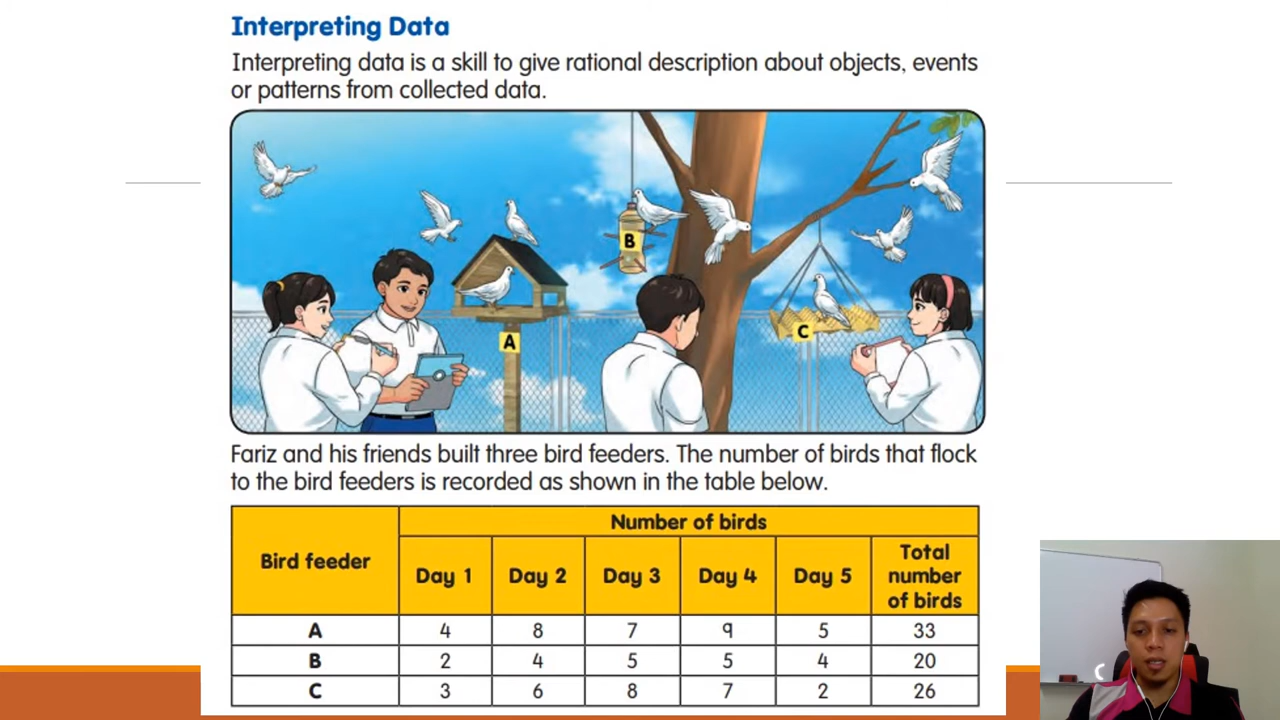 Interpreting Data
Interpreting data is a skill to give rational description about objects, events
or patterns from collected data.
B
A
C
Fariz and his friends built three bird feeders. The number of birds that flock
to the bird feeders is recorded as shown in the table below.
Bird feeder Number of birds
Day 1 Day 2 Day 3 Day 4 Day 5 Total number of birds
A 4 8 7 9 5 33
B 2 4 5 5 4 20
C 3 6 8 7 2 26